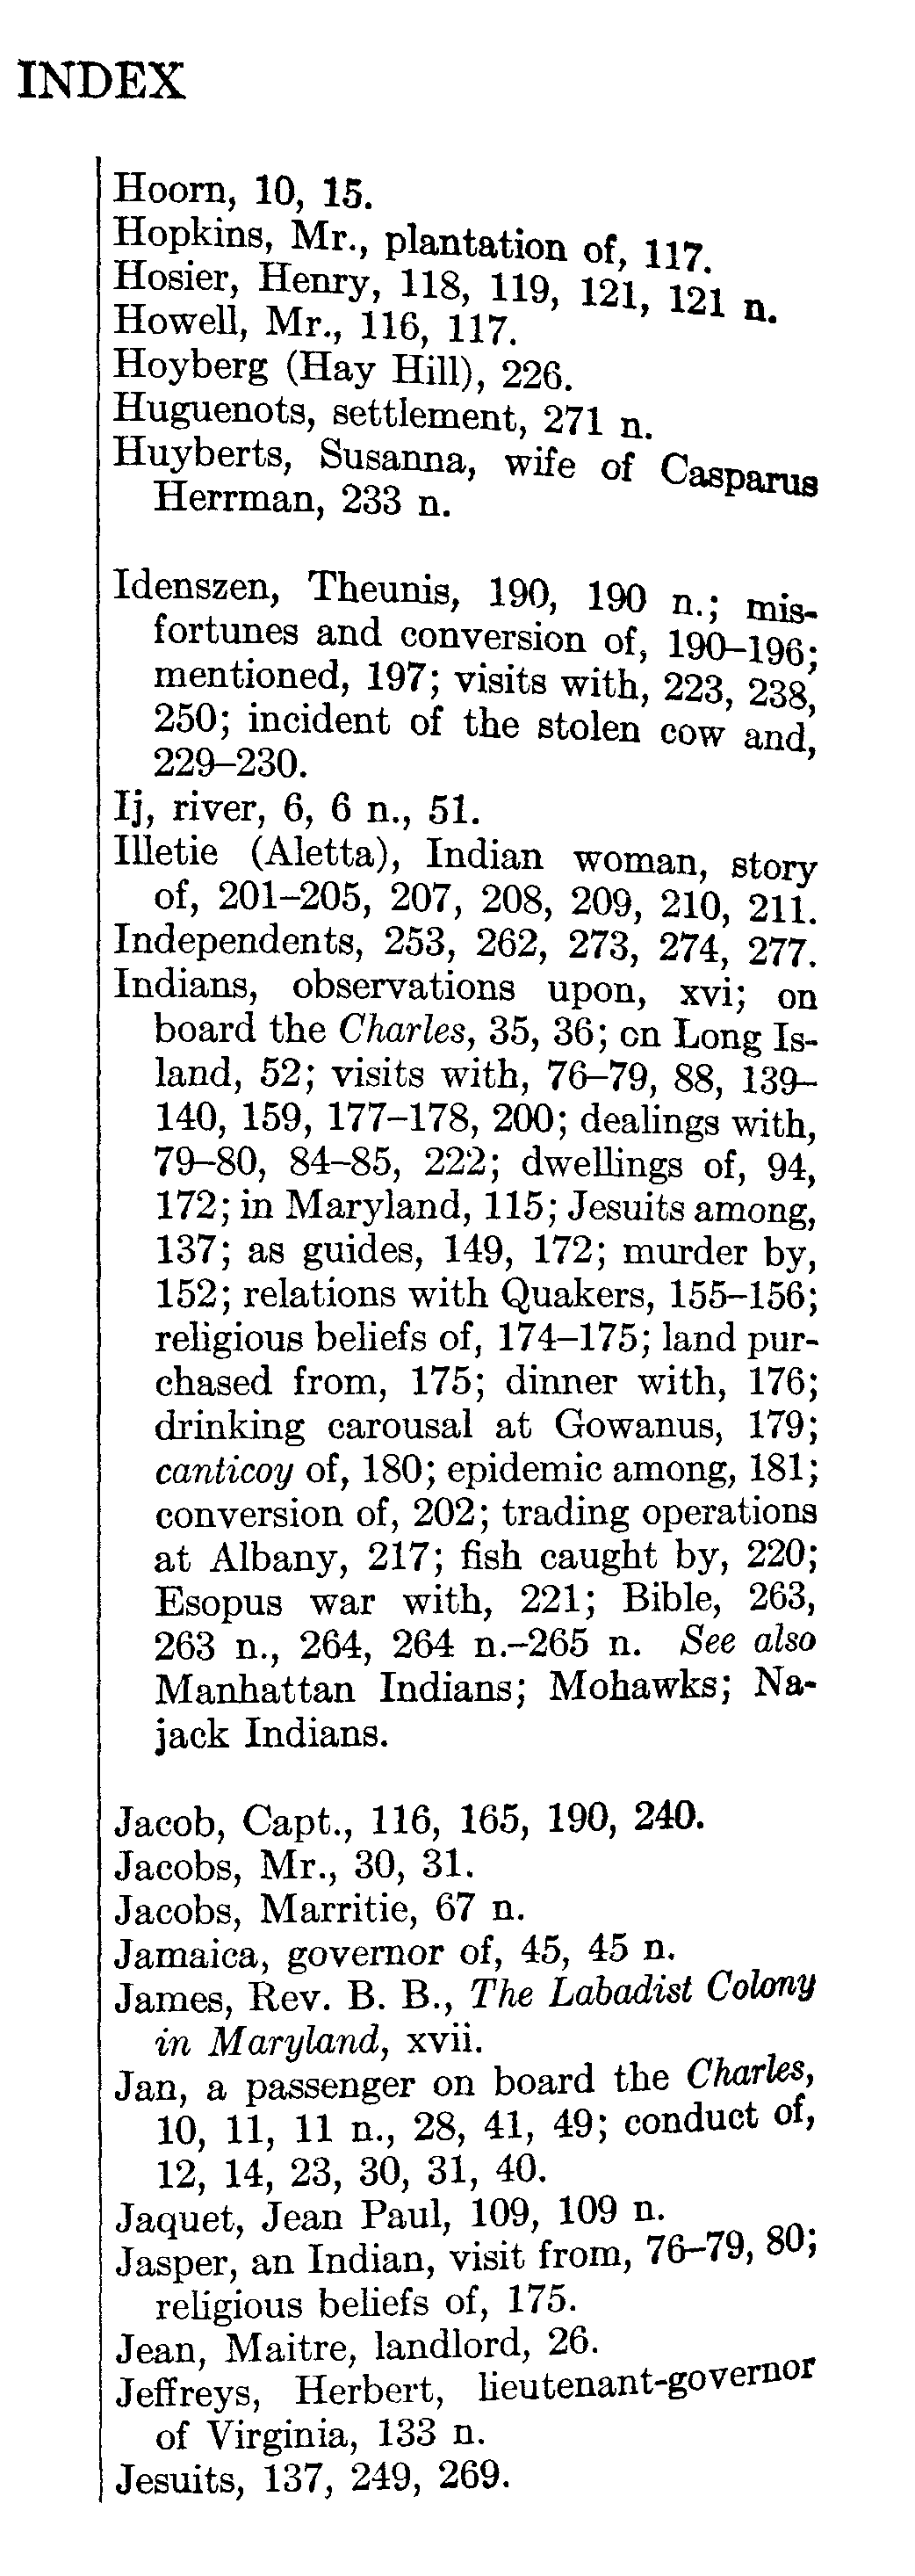 INDEX
Hoorn, 10, 15.
Hopkins, Mr., plantation of, 117.
Hosier, Henry, 118, 119, 121, 121 n.
Howell, Mr., 116, 117.
Hoyberg (Hay Hill), 226.
Huguenots, settlement, 271 n.
Huyberts, Susanna, wife of Casparus
Herrman, 233 n.
Idenszen, Theunis, 190, 190 n.; mis-
fortunes and conversion of, 190–196;
mentioned, 197; visits with, 223, 238,
250; incident of the stolen cow and,
229–230.
Ij, river, 6, 6 n., 51.
Illetie (Aletta), Indian woman, story
of, 201–205, 207, 208, 209, 210, 211.
Independents, 253, 262, 273, 274, 277.
Indians, observations upon, xvi; on
board the Charles, 35, 36; on Long Is-
land, 52; visits with, 76–79, 88, 139–
140, 159, 177–178, 200; dealings with,
79–80, 84–85, 222; dwellings of, 94,
172; in Maryland, 115; Jesuits among,
137; as guides, 149, 172; murder by,
152; relations with Quakers, 155–156;
religious beliefs of, 174–175; land pur-
chased from, 175; dinner with, 176;
drinking carousal at Gowanus, 179;
canticoy of, 180; epidemic among, 181;
conversion of, 202; trading operations
at Albany, 217; fish caught by, 220;
Esopus war with, 221; Bible, 263,
263 n., 264, 264 n.–265 n. See also
Manhattan Indians; Mohawks; Na-
jack Indians.
Jacob, Capt., 116, 165, 190, 240.
Jacobs, Mr., 30, 31.
Jacobs, Marritie, 67 n.
Jamaica, governor of, 45, 45 n.
James, Rev. B. B., The Labadist Colony
in Maryland, xvii.
Jan, a passenger on board the Charles,
10, 11, 11 n., 28, 41, 49; conduct of,
12, 14, 23, 30, 31, 40.
Jaquet, Jean Paul, 109, 109 n.
Jasper, an Indian, visit from, 76–79, 80;
religious beliefs of, 175.
Jean, Maitre, landlord, 26.
Jeffreys, Herbert, lieutenant-governor
of Virginia, 133 n.
Jesuits, 137, 249, 269.